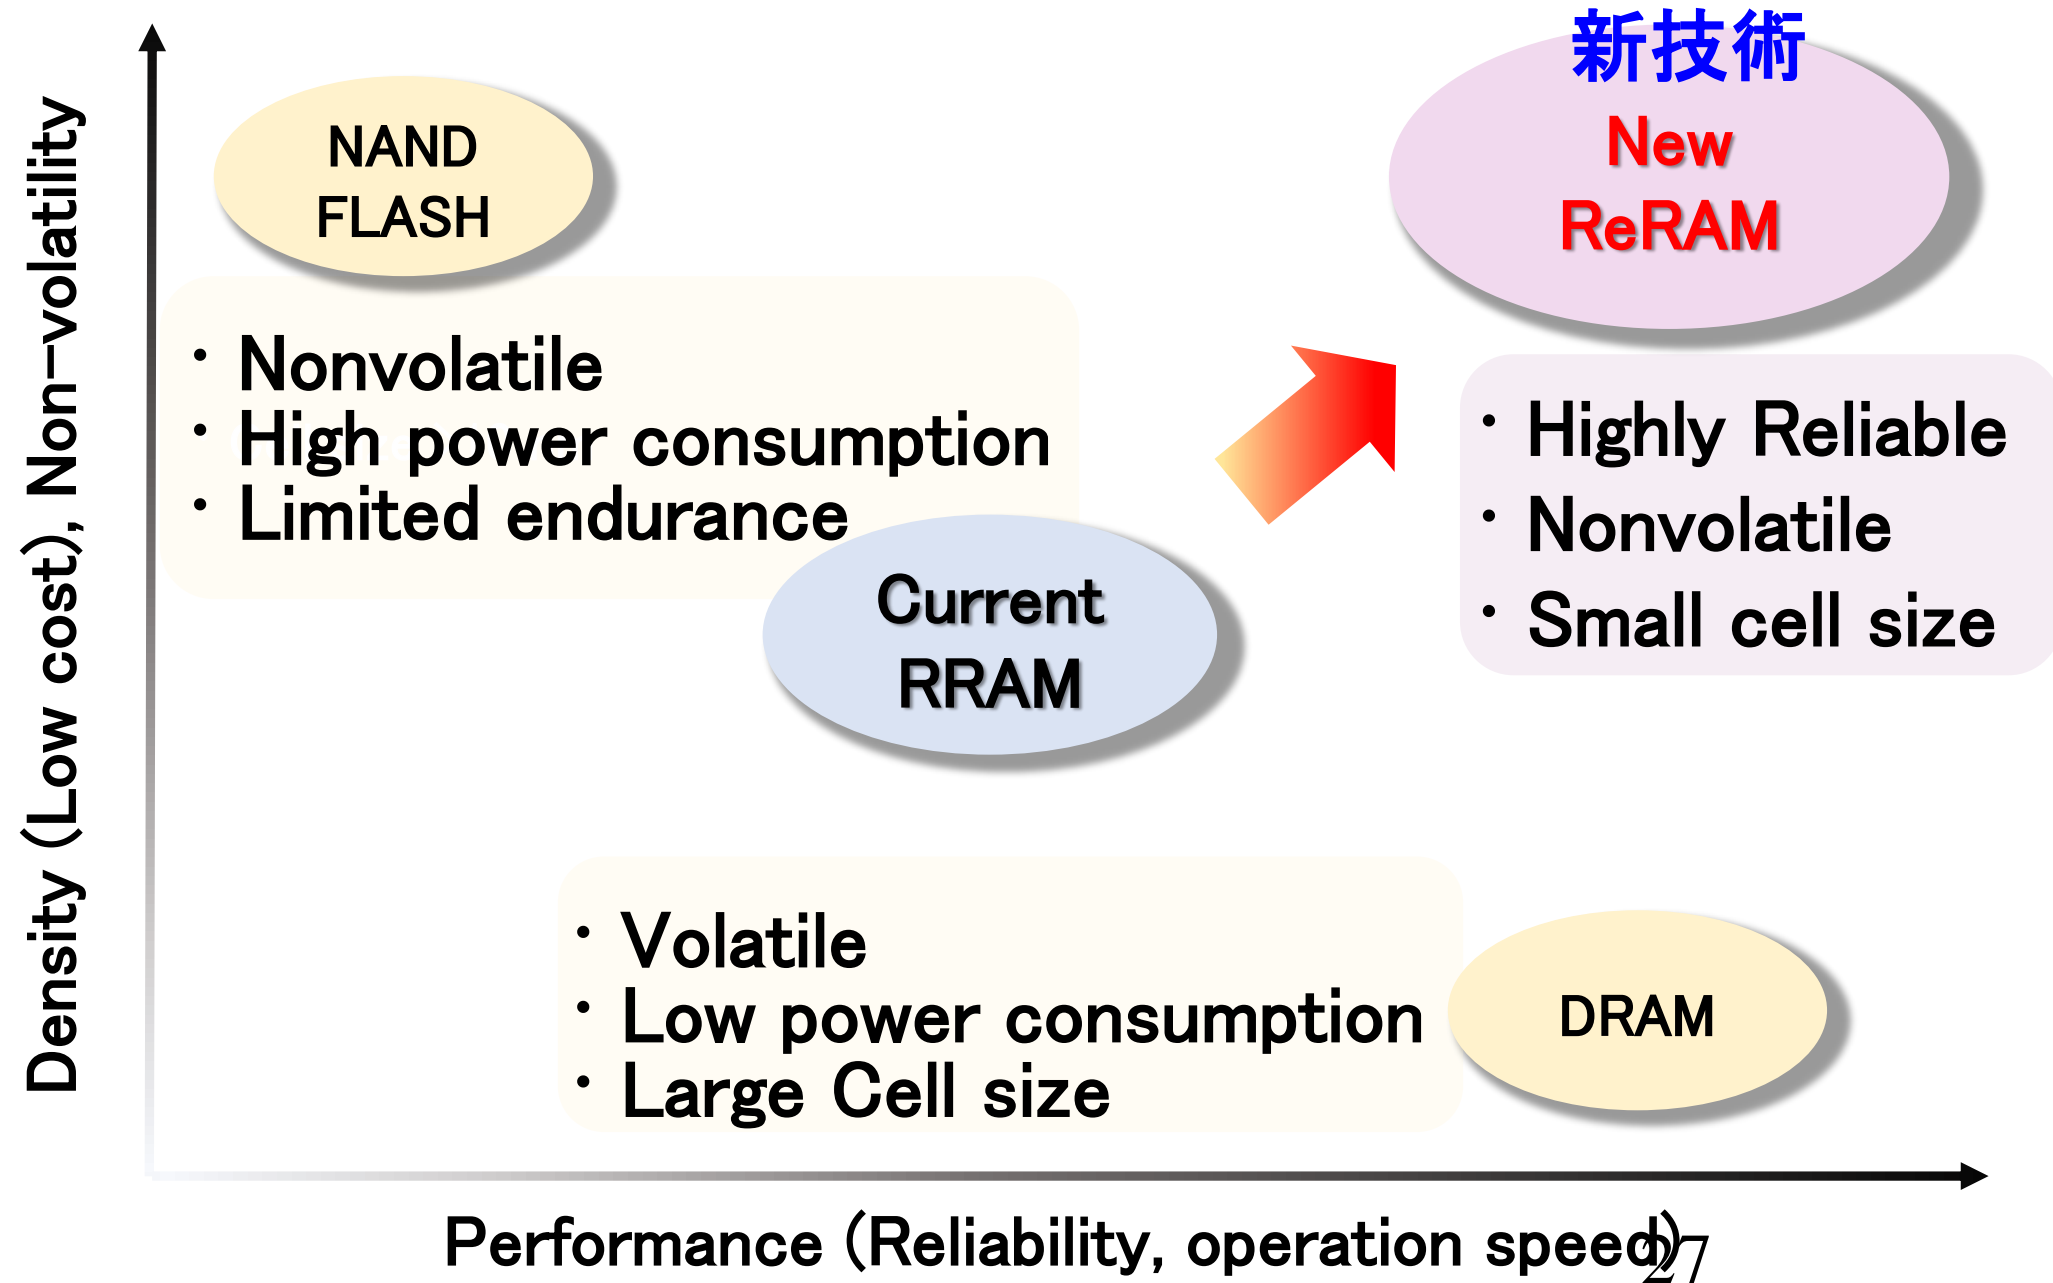 新技術
NAND
FLASH
New
ReRAM
・Nonvolatile
・High power consumption
・Limited endurance
・Highly Reliable
・Nonvolatile
・Small cell size
Current
RRAM
・Volatile
・Low power consumption
・Large Cell size
DRAM
Density (Low cost), Non-volatility
Performance (Reliability, operation speed)
27